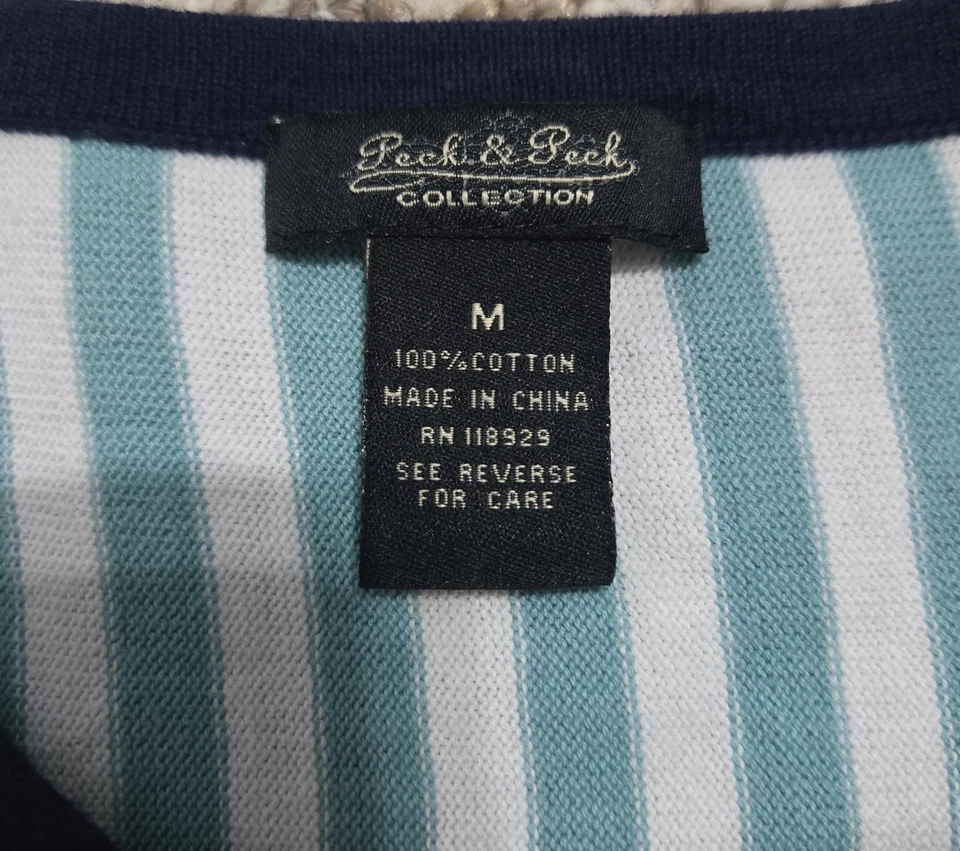 Peck & Peck
COLLECTION
M
100% COTTON
MADE IN CHINA
RN 118929
SEE REVERSE
FOR CARE